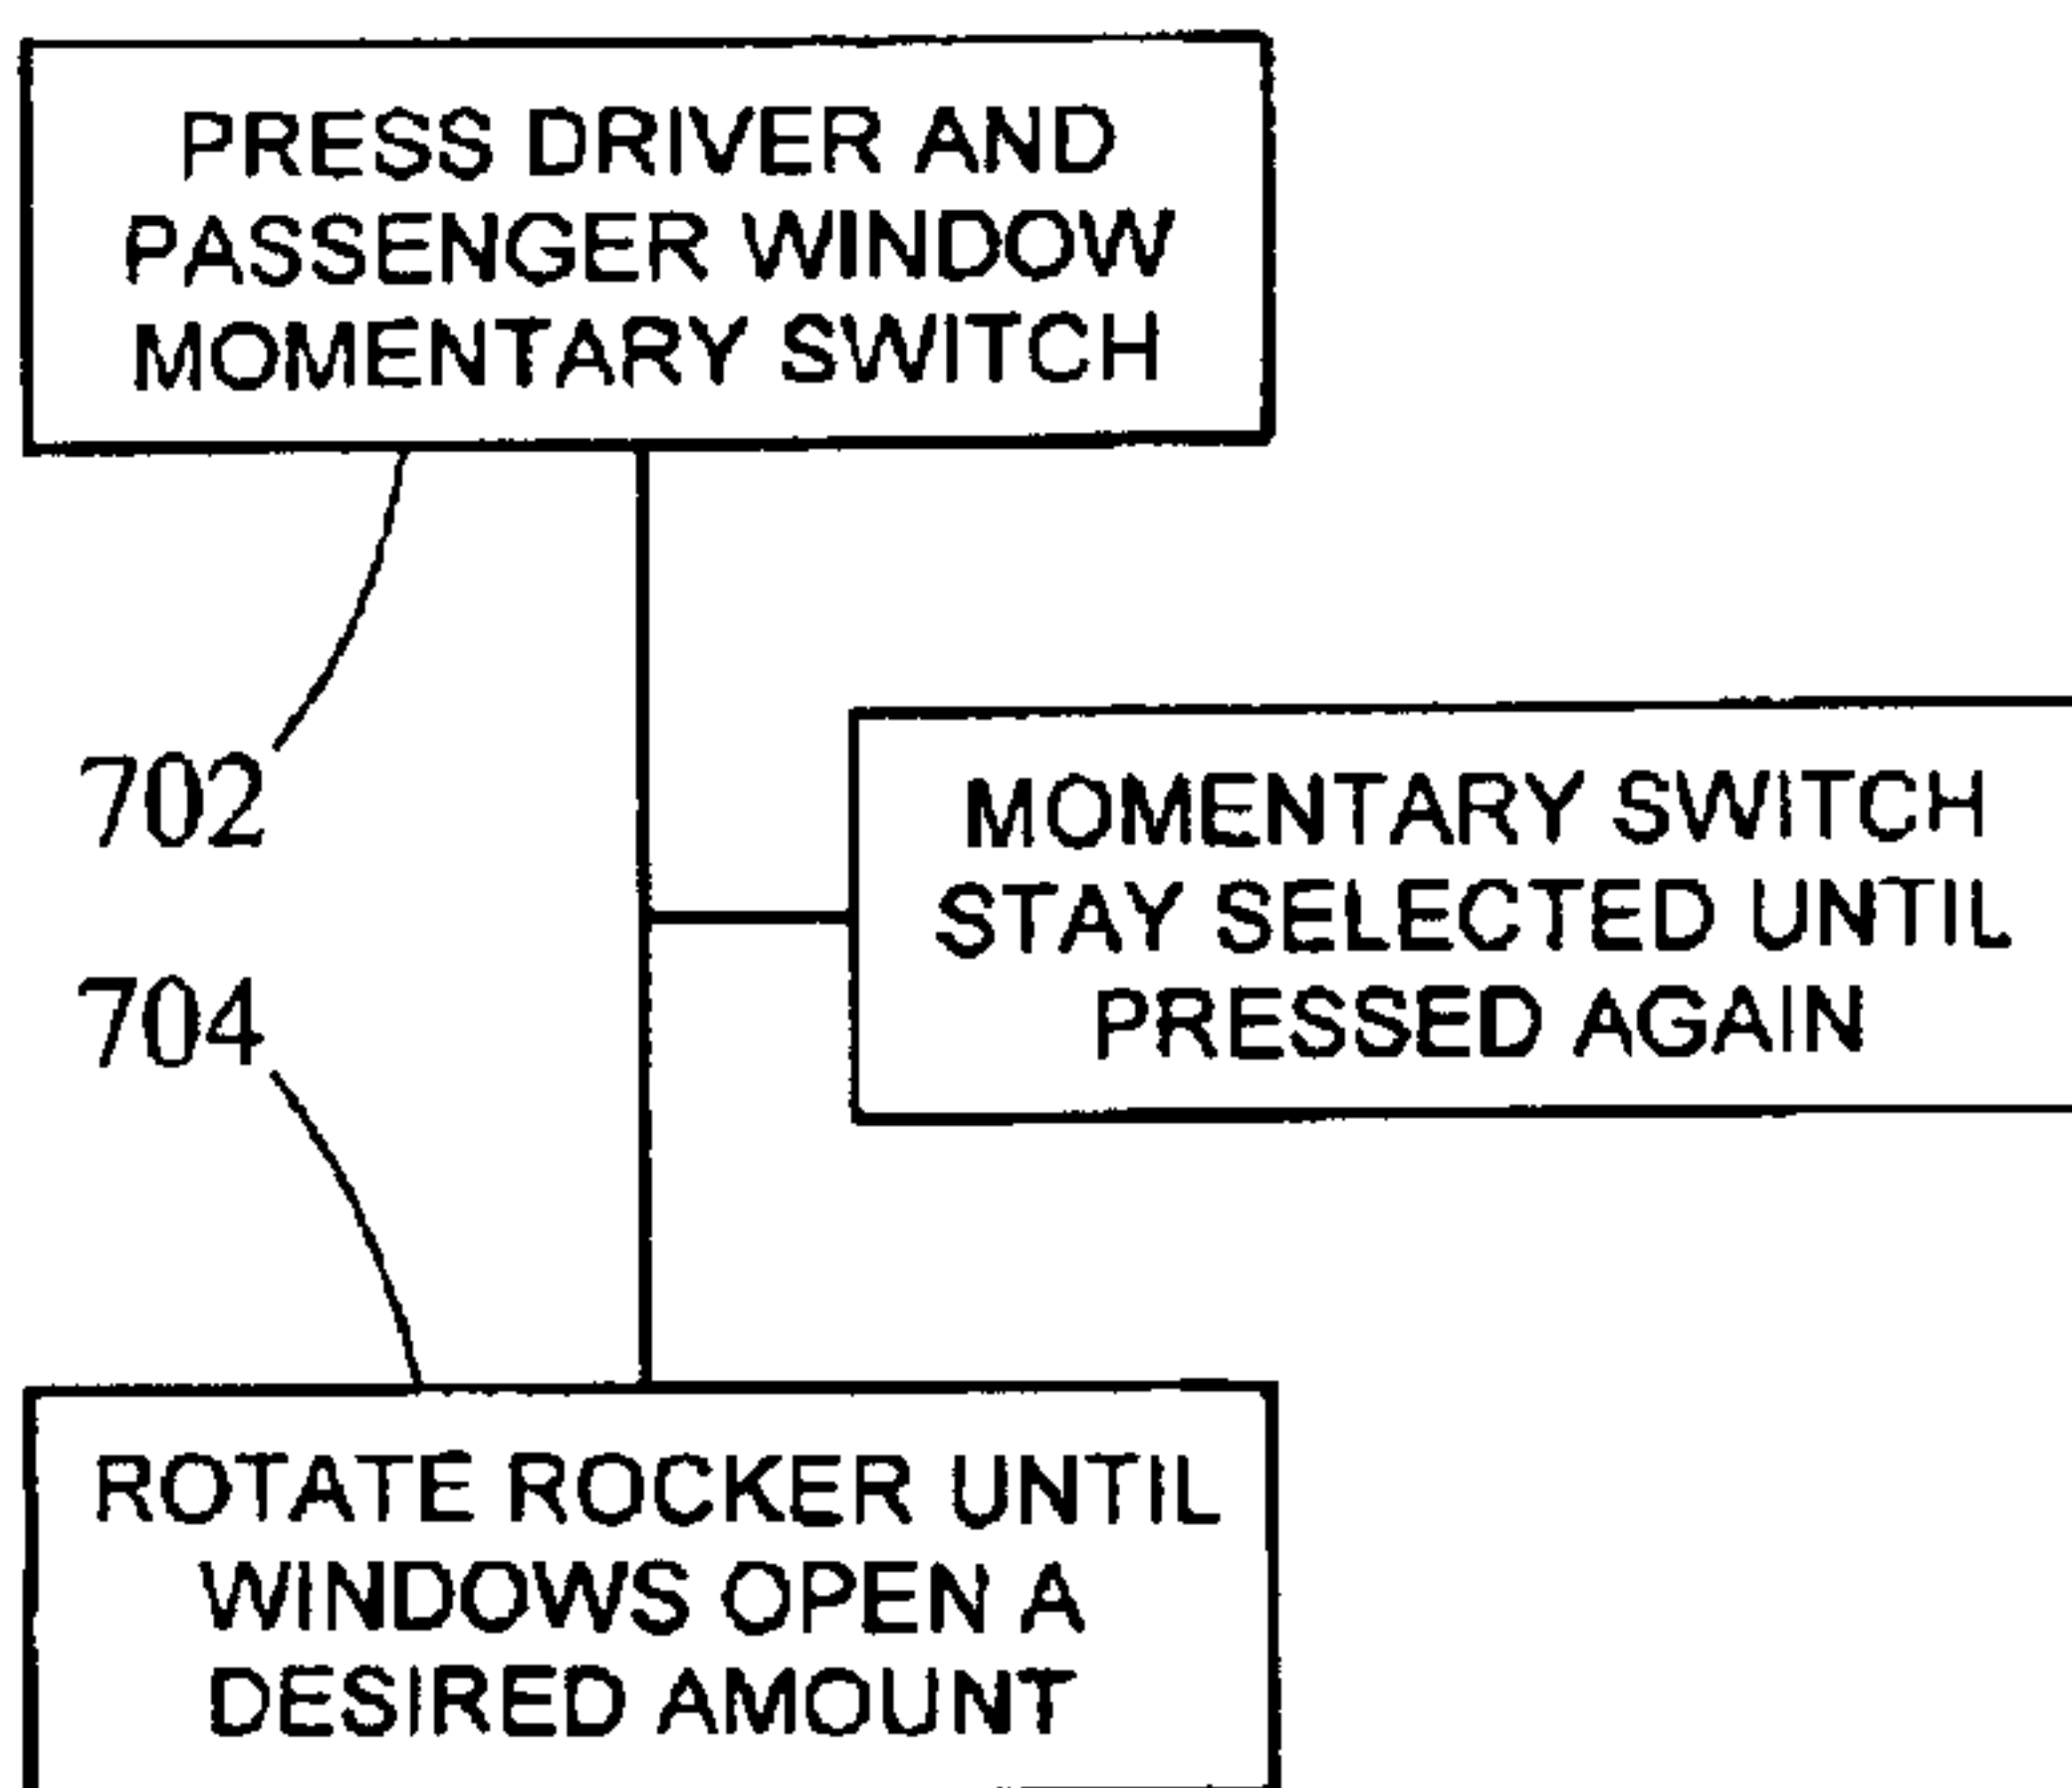 PRESS DRIVER AND
PASSENGER WINDOW
MOMENTARY SWITCH
702
MOMENTARY SWITCH
STAY SELECTED UNTIL
PRESSED AGAIN
704
ROTATE ROCKER UNTIL
WINDOWS OPEN A
DESIRED AMOUNT